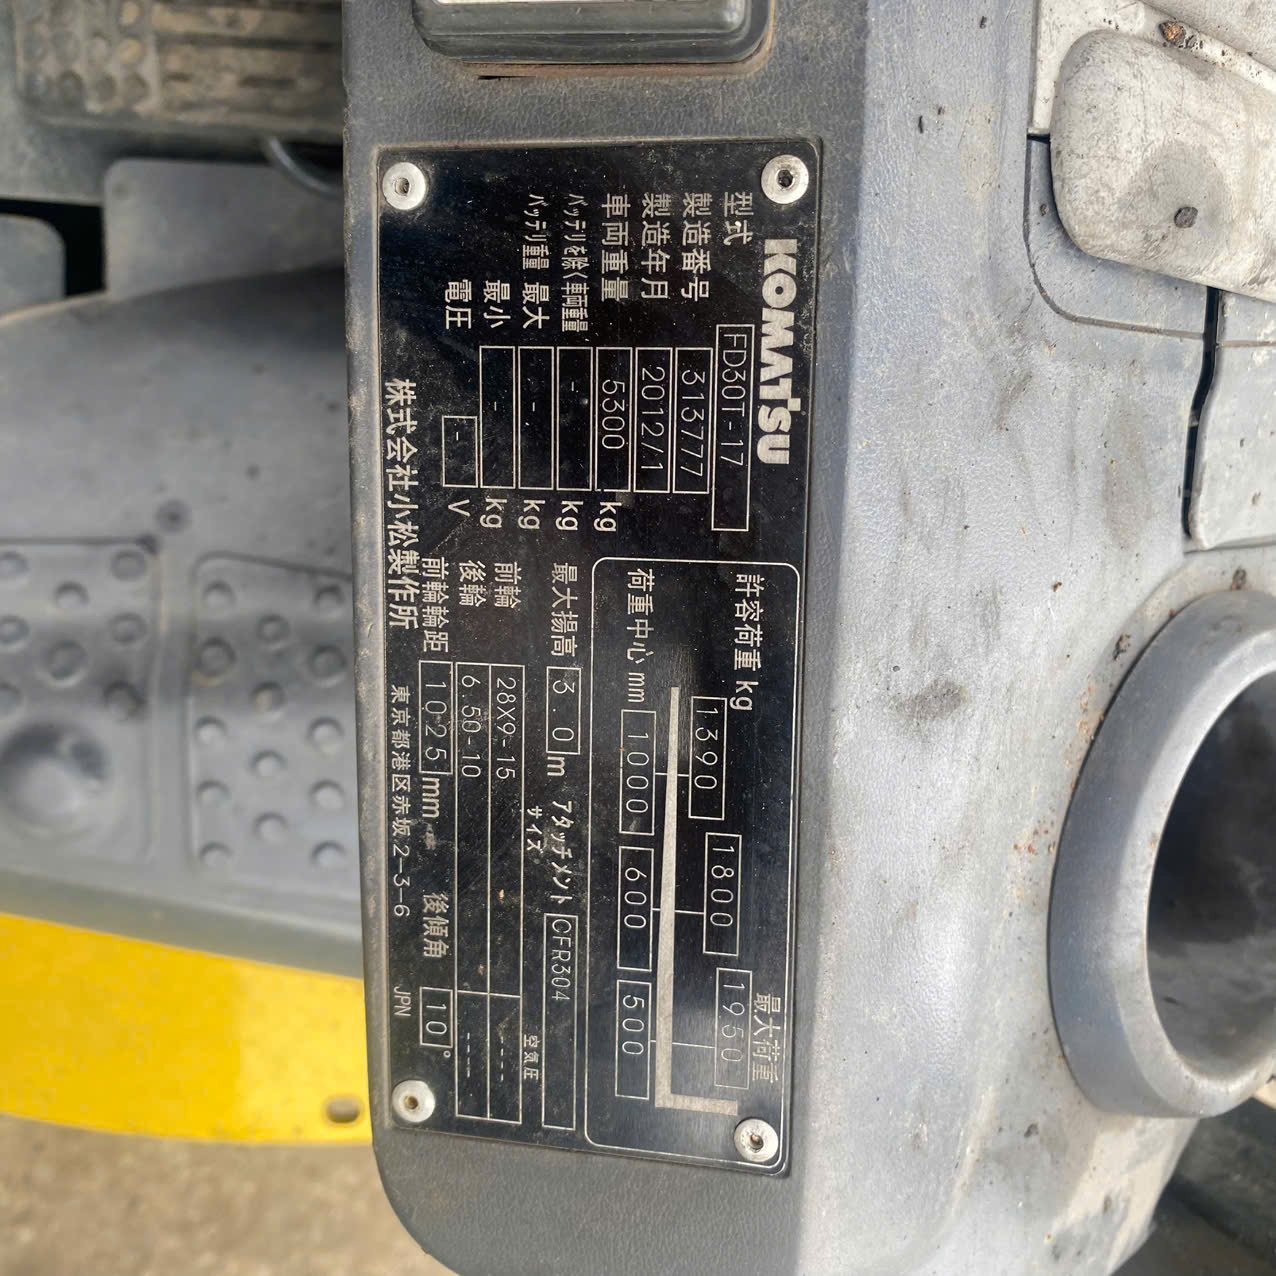 KOMATSU
型式 FD30T-17
製造番号 313777
製造年月 2012/1
車両重量 5300 kg
バッテリを除く車両重量 - kg
バッテリ重量 最大 - kg
最小 - kg
電圧 - V
株式会社小松製作所
東京都港区赤坂2-3-6
JPN
最大荷重
許容荷重 kg 1390 1800 1950
荷重中心 mm 1000 600 500
最大揚高 3.0 m アタッチメント CFR304
サイズ 空気圧
前輪 28X9-15 ----
後輪 6.50-10 ----
前輪輪距 1025 mm 後傾角 10°